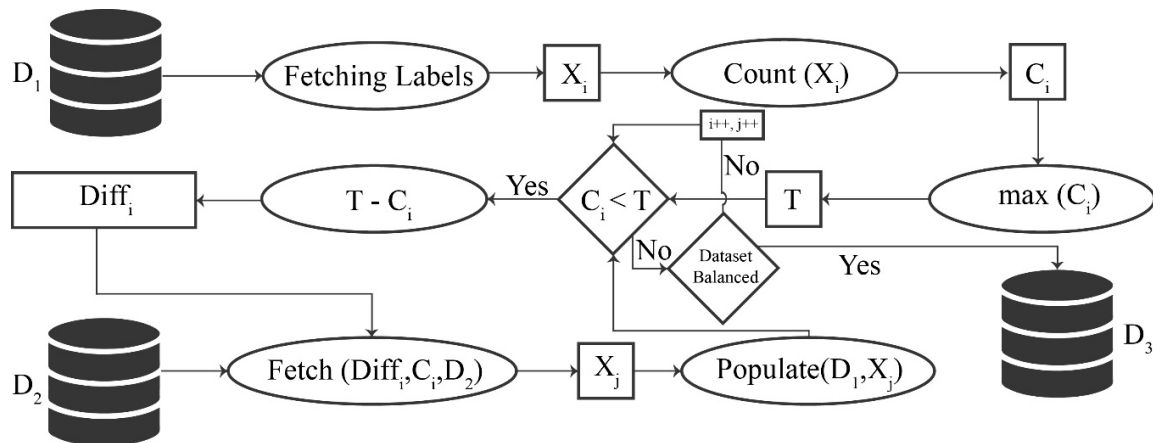 D₁
Fetching Labels
Xᵢ
Count (Xᵢ)
Cᵢ
i++, j++
No
Diffᵢ
T - Cᵢ
Yes
Cᵢ < T
T
max (Cᵢ)
No
Dataset
Balanced
Yes
D₂
Fetch (Diffᵢ,Cᵢ,D₂)
Xⱼ
Populate(D₁,Xⱼ)
D₃